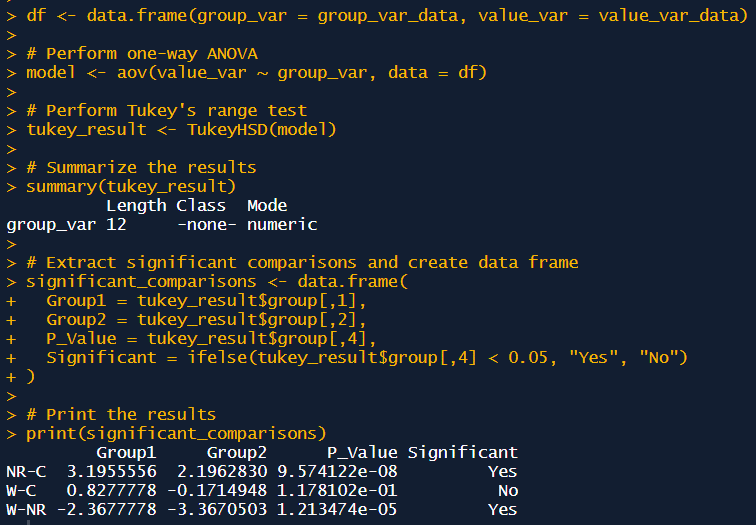 > df <- data.frame(group_var = group_var_data, value_var = value_var_data)
>
> # Perform one-way ANOVA
> model <- aov(value_var ~ group_var, data = df)
>
> # Perform Tukey's range test
> tukey_result <- TukeyHSD(model)
>
> # Summarize the results
> summary(tukey_result)
          Length Class  Mode
group_var 12     -none- numeric
>
> # Extract significant comparisons and create data frame
> significant_comparisons <- data.frame(
+   Group1 = tukey_result$group[,1],
+   Group2 = tukey_result$group[,2],
+   P_Value = tukey_result$group[,4],
+   Significant = ifelse(tukey_result$group[,4] < 0.05, "Yes", "No")
+ )
>
> # Print the results
> print(significant_comparisons)
         Group1     Group2      P_Value Significant
NR-C  3.1955556  2.1962830 9.574122e-08         Yes
W-C   0.8277778 -0.1714948 1.178102e-01          No
W-NR -2.3677778 -3.3670503 1.213474e-05         Yes